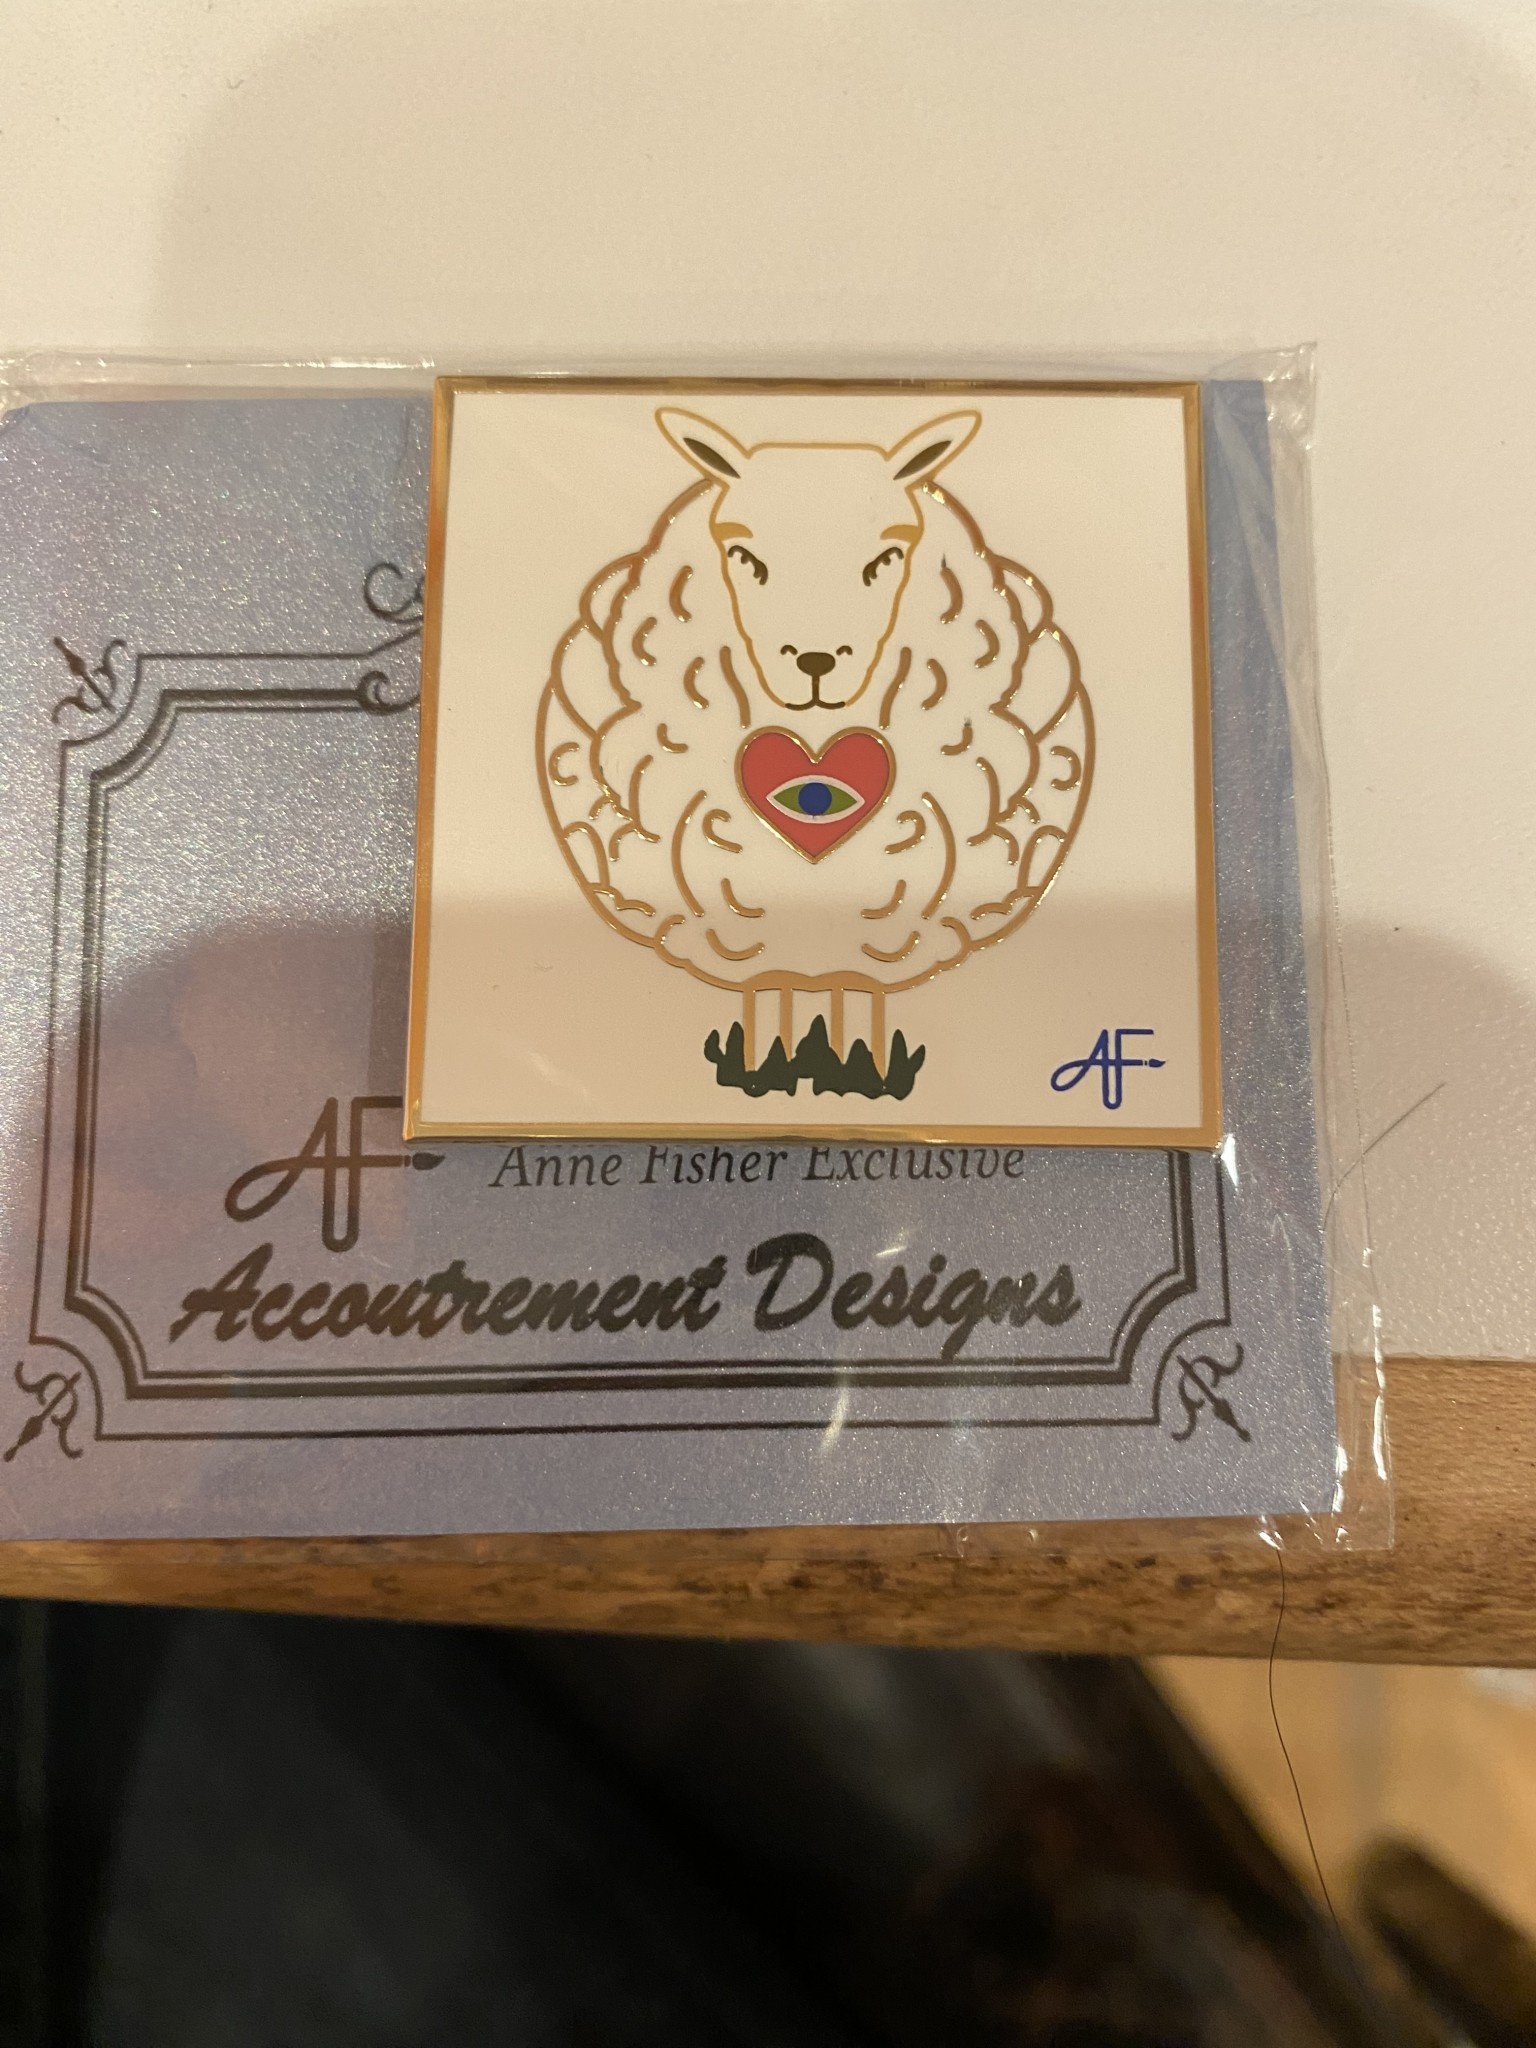 AF
AF Anne Fisher Exclusive
Accoutrement Designs